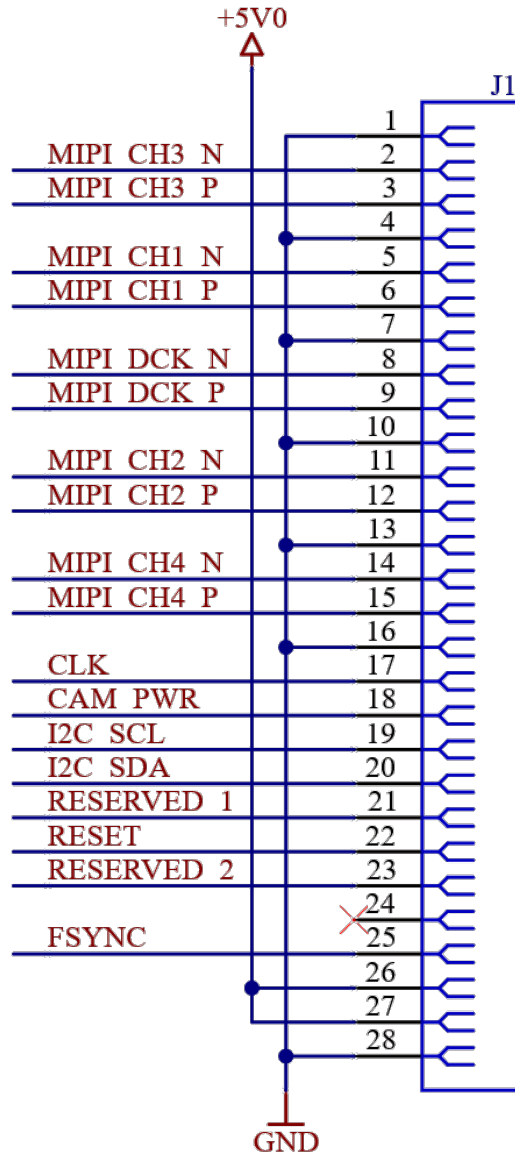 +5V0
J1
1
MIPI CH3 N 2
MIPI CH3 P 3
4
MIPI CH1 N 5
MIPI CH1 P 6
7
MIPI DCK N 8
MIPI DCK P 9
10
MIPI CH2 N 11
MIPI CH2 P 12
13
MIPI CH4 N 14
MIPI CH4 P 15
16
CLK 17
CAM PWR 18
I2C SCL 19
I2C SDA 20
RESERVED 1 21
RESET 22
RESERVED 2 23
24
FSYNC 25
26
27
28
GND